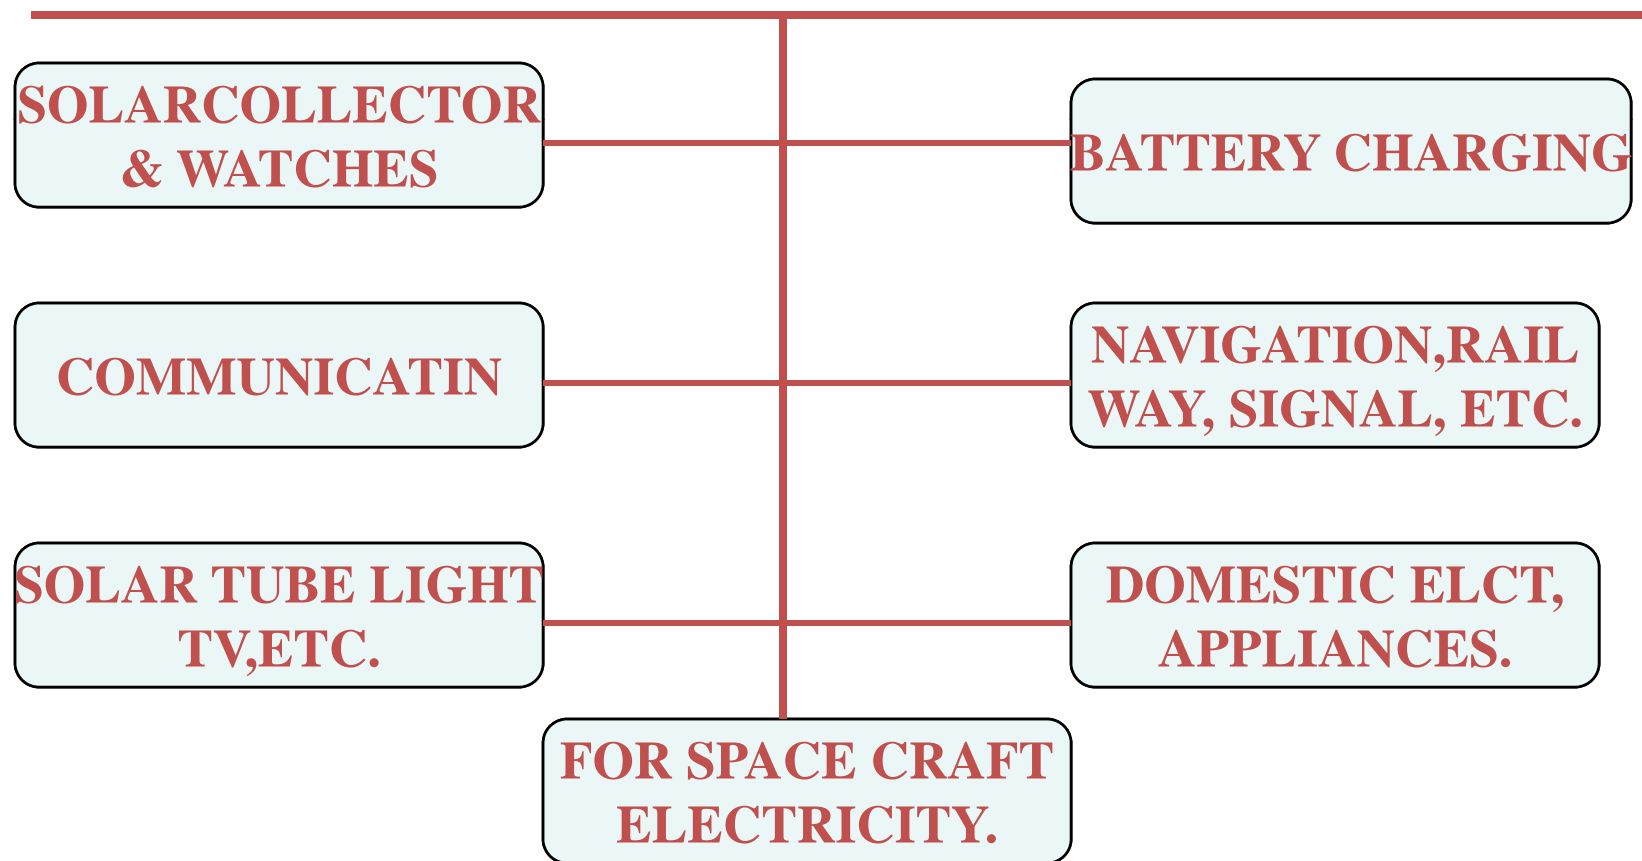 SOLARCOLLECTOR
& WATCHES
BATTERY CHARGING
COMMUNICATIN
NAVIGATION,RAIL
WAY, SIGNAL, ETC.
SOLAR TUBE LIGHT
TV,ETC.
DOMESTIC ELCT,
APPLIANCES.
FOR SPACE CRAFT
ELECTRICITY.